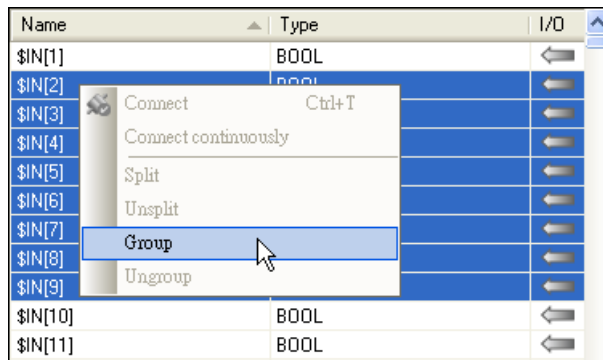 Name Type I/O
$IN[1] BOOL
$IN[2] BOOL
$IN[3] Connect Ctrl+T
$IN[4] Connect continuously
$IN[5] Split
$IN[6] Unsplit
$IN[7] Group
$IN[8]
$IN[9] Ungroup
$IN[10] BOOL
$IN[11] BOOL